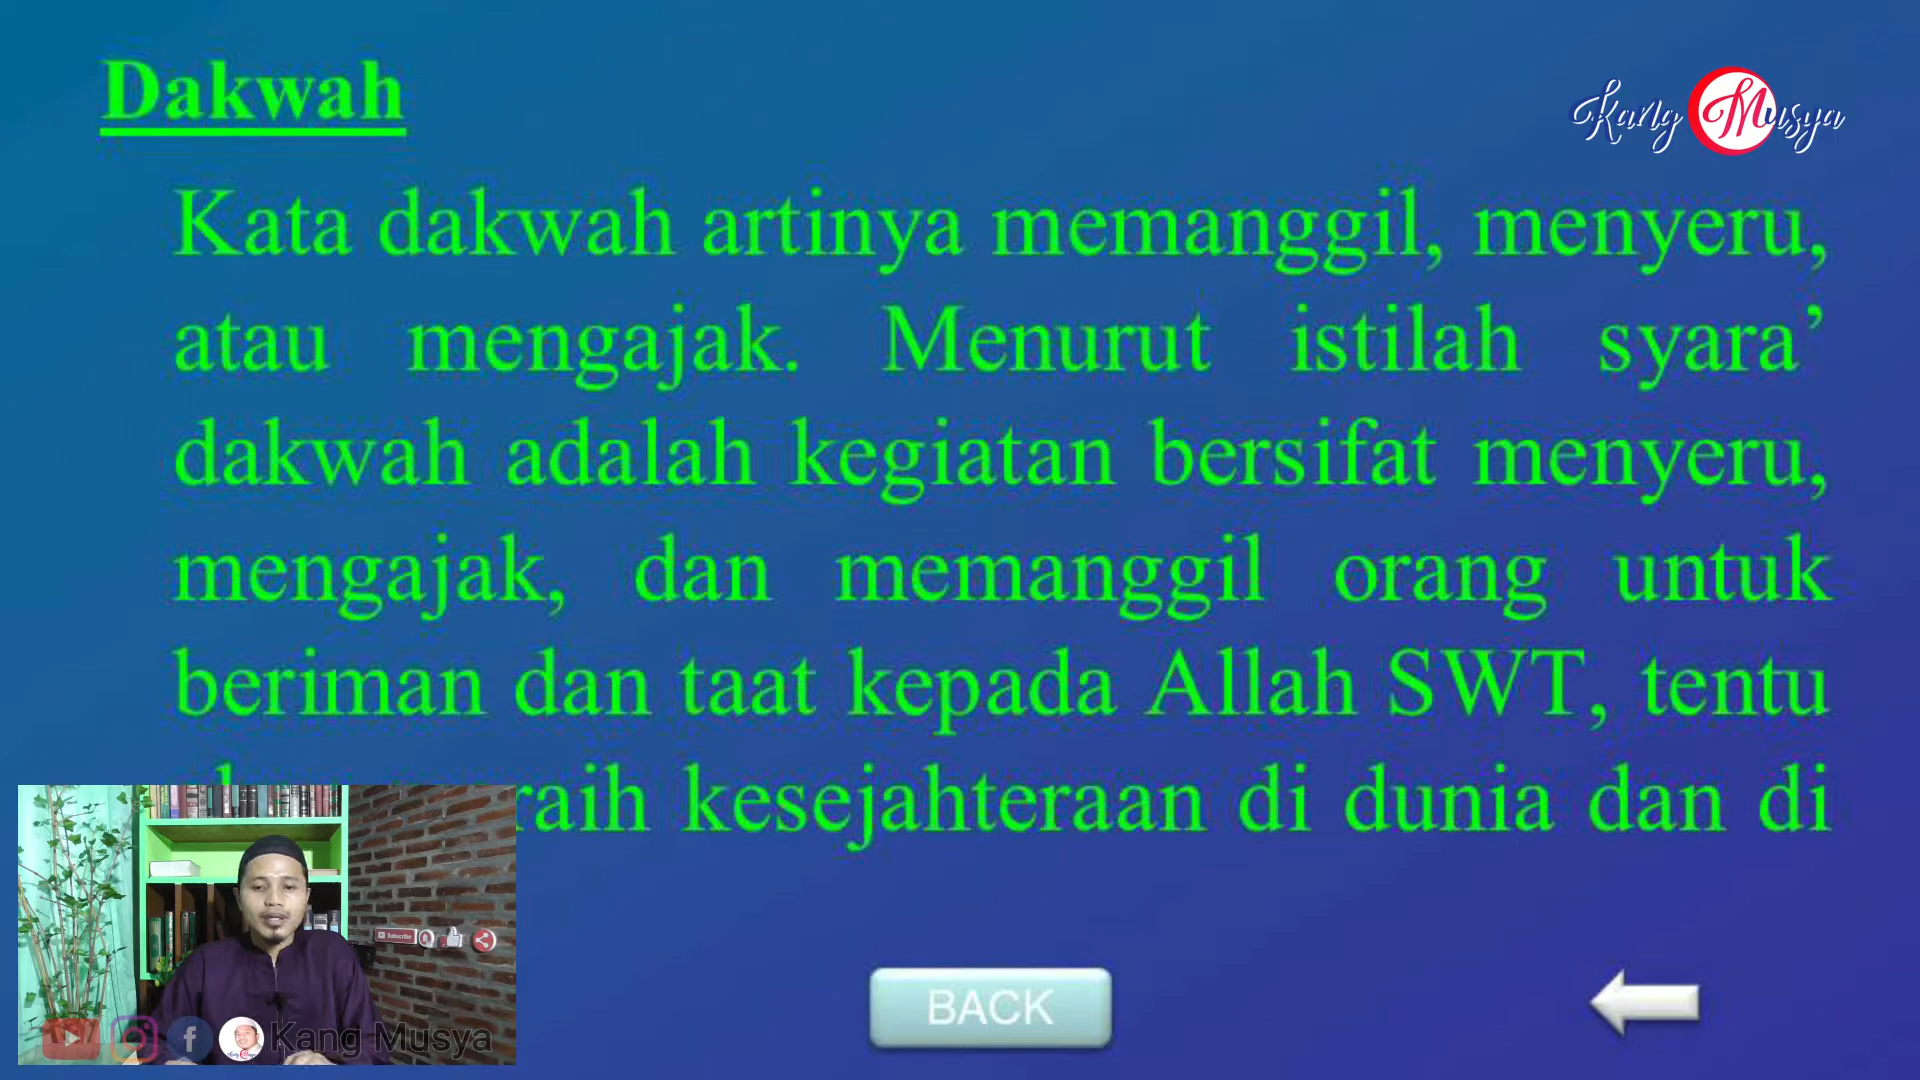 Dakwah
Kang Musya
Kata dakwah artinya memanggil, menyeru,
atau mengajak. Menurut istilah syara’
dakwah adalah kegiatan bersifat menyeru,
mengajak, dan memanggil orang untuk
beriman dan taat kepada Allah SWT, tentu
kesejahteraan di dunia dan di
Subscribe
Kang Musya
BACK